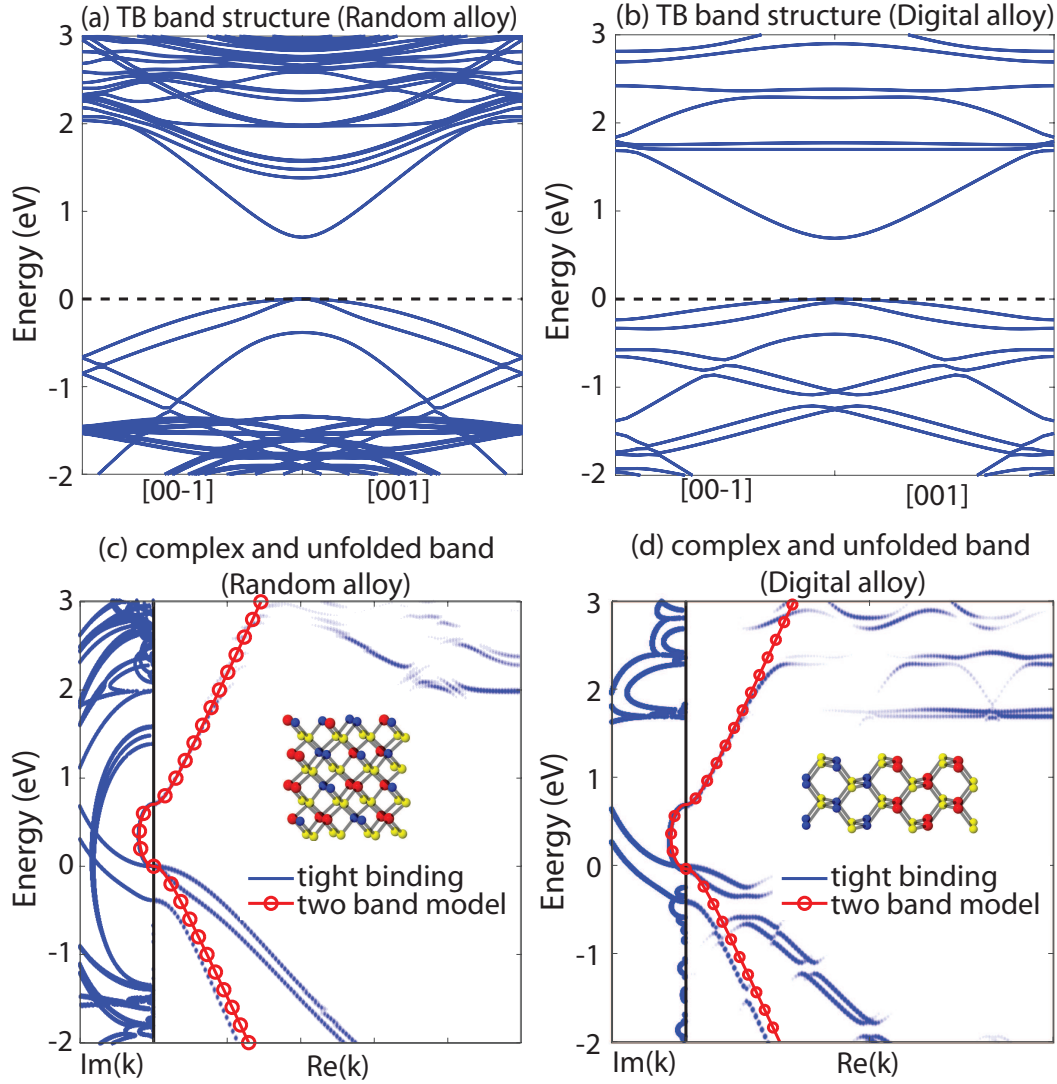 (a) TB band structure (Random alloy)
3
2
1
0
-1
-2
Energy (eV)
[00-1]
[001]
(b) TB band structure (Digital alloy)
3
2
1
0
-1
-2
Energy (eV)
[00-1]
[001]
(c) complex and unfolded band
(Random alloy)
3
2
1
0
-1
-2
Energy (eV)
tight binding
two band model
Im(k)
Re(k)
(d) complex and unfolded band
(Digital alloy)
3
2
1
0
-1
-2
Energy (eV)
tight binding
two band model
Im(k)
Re(k)